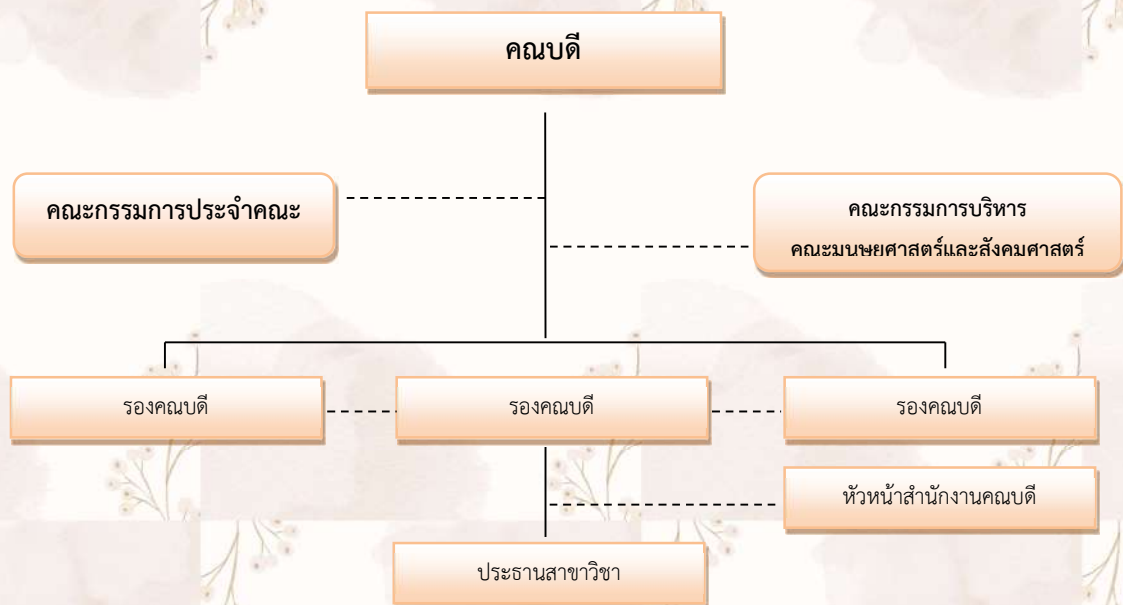 คณบดี
คณะกรรมการประจำคณะ
คณะกรรมการบริหาร
คณะมนุษยศาสตร์และสังคมศาสตร์
รองคณบดี
รองคณบดี
รองคณบดี
หัวหน้าสำนักงานคณบดี
ประธานสาขาวิชา